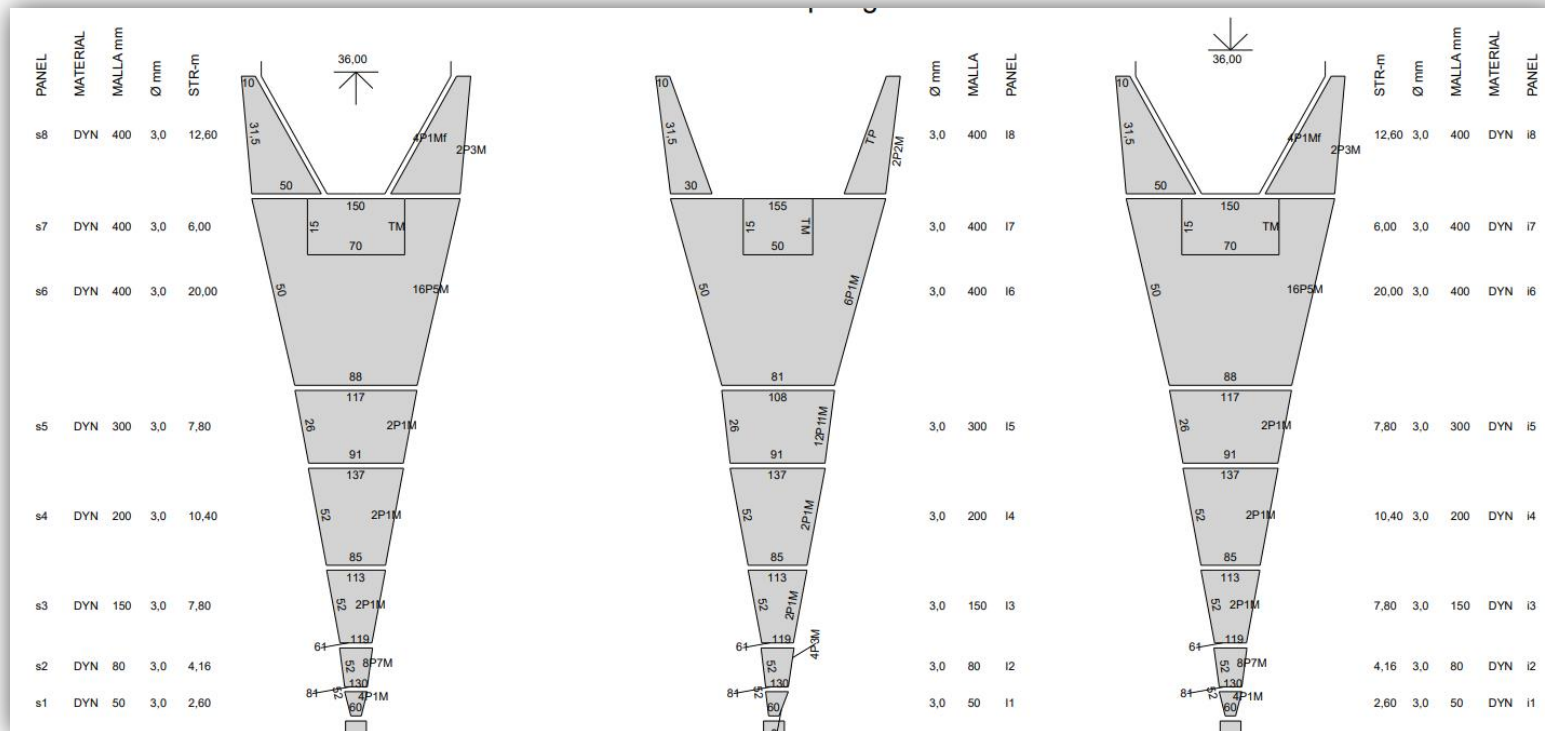 PANEL MATERIAL MALLA mm Ø mm STR-m
36,00
Ø mm MALLA PANEL
36,00
STR-m Ø mm MALLA mm MATERIAL PANEL
s8 DYN 400 3,0 12,60
10 31,5 50 4P1Mf 2P3M
10 31,5 30 TP 2P2M
3,0 400 I8
10 31,5 50 4P1Mf 2P3M
12,60 3,0 400 DYN i8
s7 DYN 400 3,0 6,00
150 15 TM 70
155 15 TM 50
3,0 400 I7
150 15 TM 70
6,00 3,0 400 DYN i7
s6 DYN 400 3,0 20,00
50 16P5M 88
50 6P1M 81
3,0 400 I6
50 16P5M 88
20,00 3,0 400 DYN i6
s5 DYN 300 3,0 7,80
117 26 2P1M 91
108 26 12P11M 91
3,0 300 I5
117 26 2P1M 91
7,80 3,0 300 DYN i5
s4 DYN 200 3,0 10,40
137 52 2P1M 85
137 52 2P1M 85
3,0 200 I4
137 52 2P1M 85
10,40 3,0 200 DYN i4
s3 DYN 150 3,0 7,80
113 52 2P1M 61
113 52 2P1M 61
3,0 150 I3
113 52 2P1M 61
7,80 3,0 150 DYN i3
s2 DYN 80 3,0 4,16
119 52 8P7M 81
119 52 4P3M 81
3,0 80 I2
119 52 8P7M 81
4,16 3,0 80 DYN i2
s1 DYN 50 3,0 2,60
130 52 4P1M 60
130 52 60
3,0 50 I1
130 52 4P1M 60
2,60 3,0 50 DYN i1